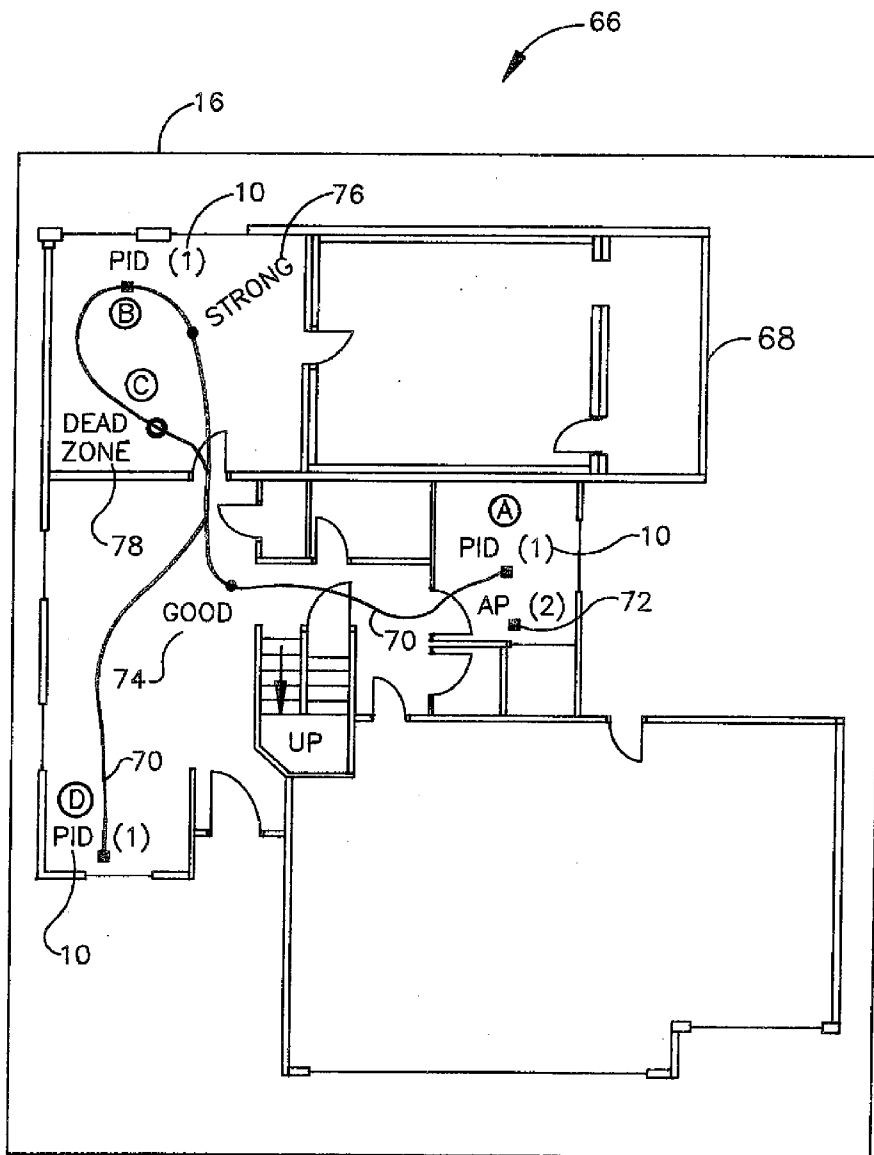 66
16
10
76
PID (1)
STRONG
B
68
C
DEAD
ZONE
A
78
PID (1)
10
AP (2)
72
GOOD
70
74
UP
70
D
PID (1)
10